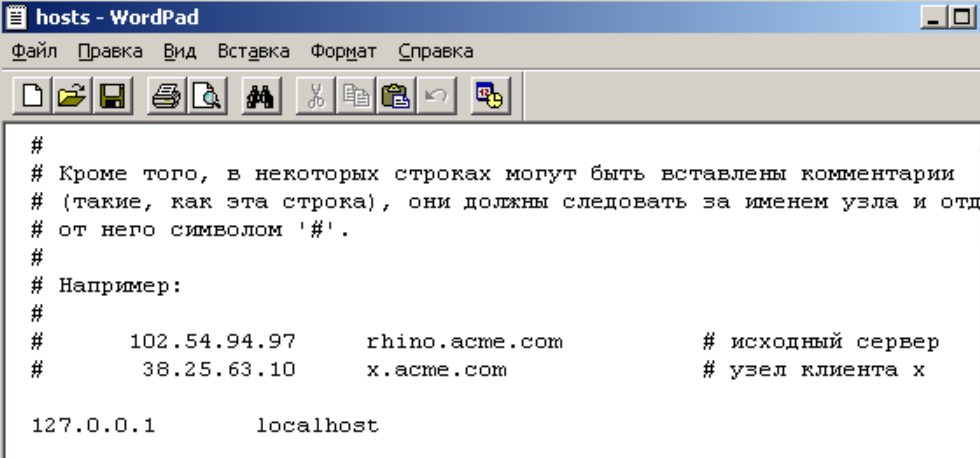 hosts - WordPad
Файл Правка Вид Вставка Формат Справка
#
# Кроме того, в некоторых строках могут быть вставлены комментарии
# (такие, как эта строка), они должны следовать за именем узла и отд
# от него символом '#'.
#
# Например:
#
# 102.54.94.97 rhino.acme.com # исходный сервер
# 38.25.63.10 x.acme.com # узел клиента x
127.0.0.1 localhost